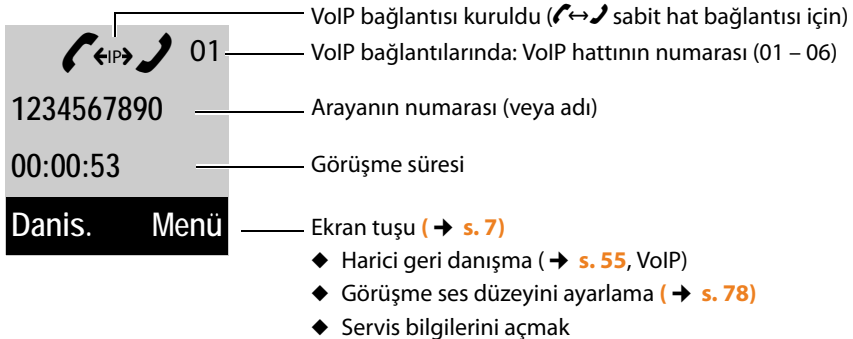 VoIP bağlantısı kuruldu (↔ sabit hat bağlantısı için)
IP 01
VoIP bağlantılarında: VoIP hattının numarası (01 – 06)
1234567890
Arayanın numarası (veya adı)
00:00:53
Görüşme süresi
Danis. Menü
Ekran tuşu (➔ s. 7)
◆ Harici geri danışma (➔ s. 55, VoIP)
◆ Görüşme ses düzeyini ayarlama (➔ s. 78)
◆ Servis bilgilerini açmak